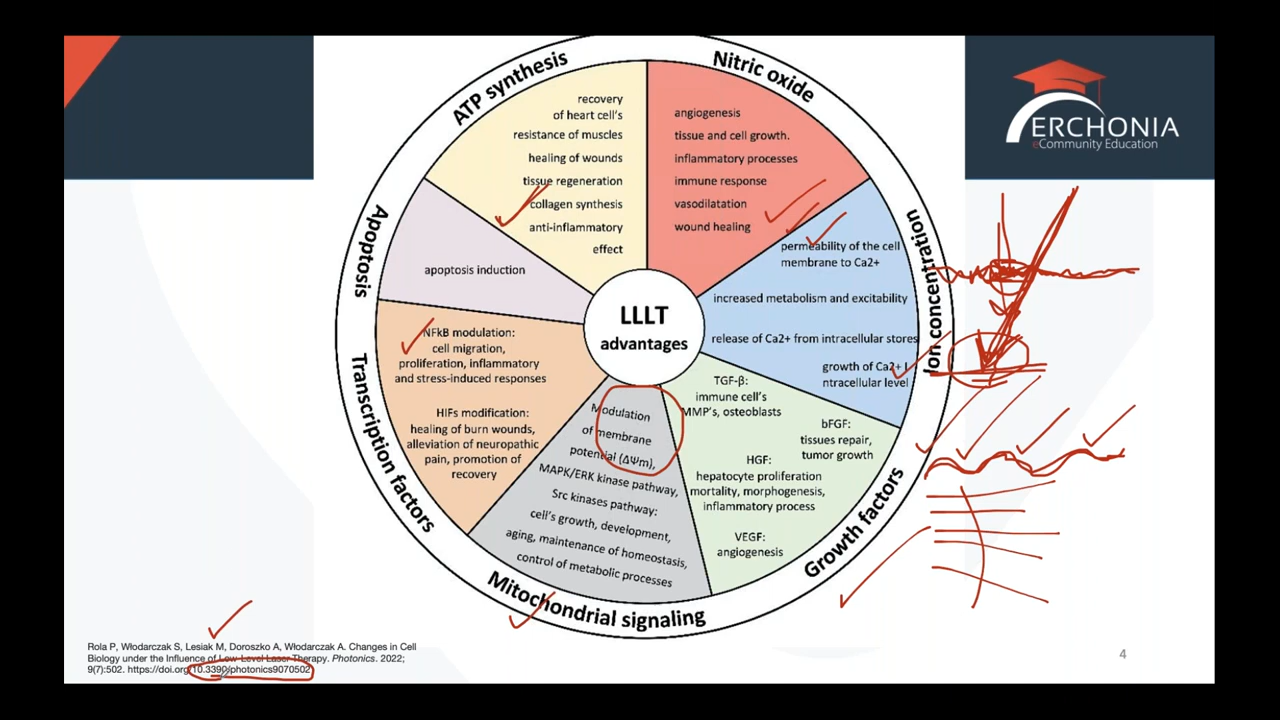 ATP synthesis
recovery
of heart cell's
resistance of muscles
healing of wounds
tissue regeneration
collagen synthesis
anti-inflammatory
effect
Nitric oxide
angiogenesis
tissue and cell growth.
inflammatory processes
immune response
vasodilatation
wound healing
ERCHONIA
eCommunity Education
Ion concentration
permeability of the cell
membrane to Ca2+
increased metabolism and excitability
release of Ca2+ from intracellular stores
growth of Ca2+ I
ntracellular level
Apoptosis
apoptosis induction
LLLT
advantages
Transcription factors
NFkB modulation:
cell migration,
proliferation, inflammatory
and stress-induced responses
HIFs modification:
healing of burn wounds,
alleviation of neuropathic
pain, promotion of
recovery
Modulation
of membrane
potential (ΔΨm),
MAPK/ERK kinase pathway,
Src kinases pathway:
cell's growth, development,
aging, maintenance of homeostasis,
control of metabolic processes
Mitochondrial signaling
TGF-β:
immune cell's
MMP's, osteoblasts
bFGF:
tissues repair,
tumor growth
HGF:
hepatocyte proliferation
mortality, morphogenesis,
inflammatory process
VEGF:
angiogenesis
Growth factors
Rola P, Włodarczak S, Lesiak M, Doroszko A, Włodarczak A. Changes in Cell
Biology under the Influence of Low-Level Laser Therapy. Photonics. 2022;
9(7):502. https://doi.org/10.3390/photonics9070502
4